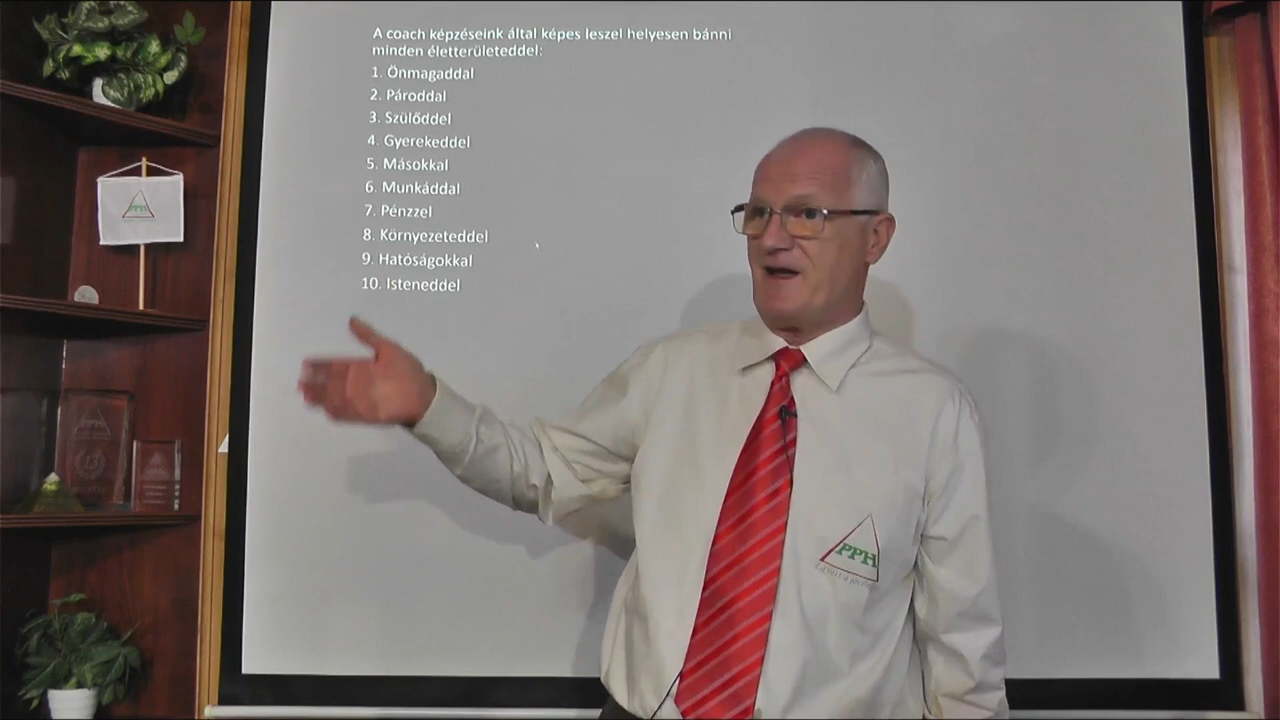 A coach képzéseink által képes leszel helyesen bánni
minden életterületeddel:
1. Önmagaddal
2. Pároddal
3. Szülőddel
4. Gyerekeddel
5. Másokkal
6. Munkáddal
7. Pénzzel
8. Környezeteddel
9. Hatóságokkal
10. Isteneddel
PPH
13
PPH